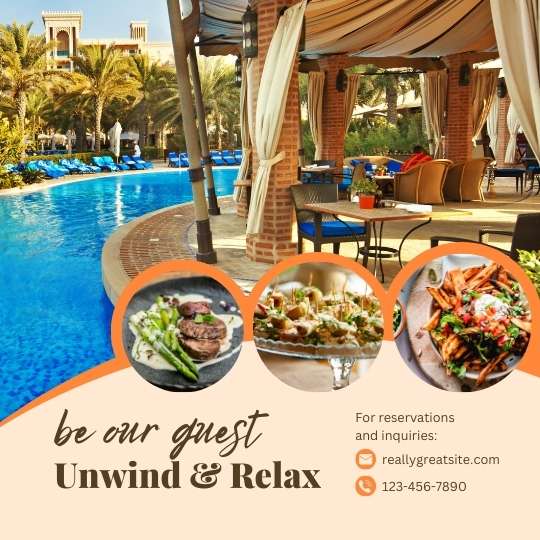 be our guest
Unwind & Relax
For reservations
and inquiries:
reallygreatsite.com
123-456-7890